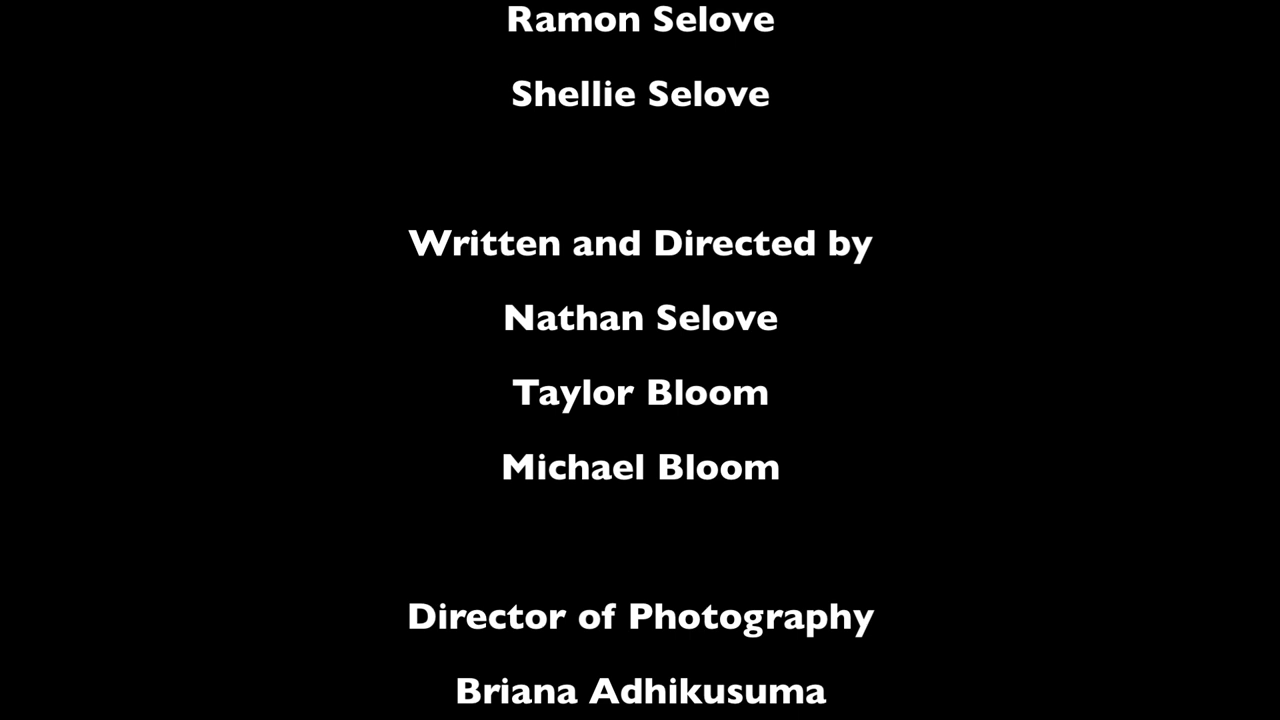 Ramon Selove
Shellie Selove
Written and Directed by
Nathan Selove
Taylor Bloom
Michael Bloom
Director of Photography
Briana Adhikusuma